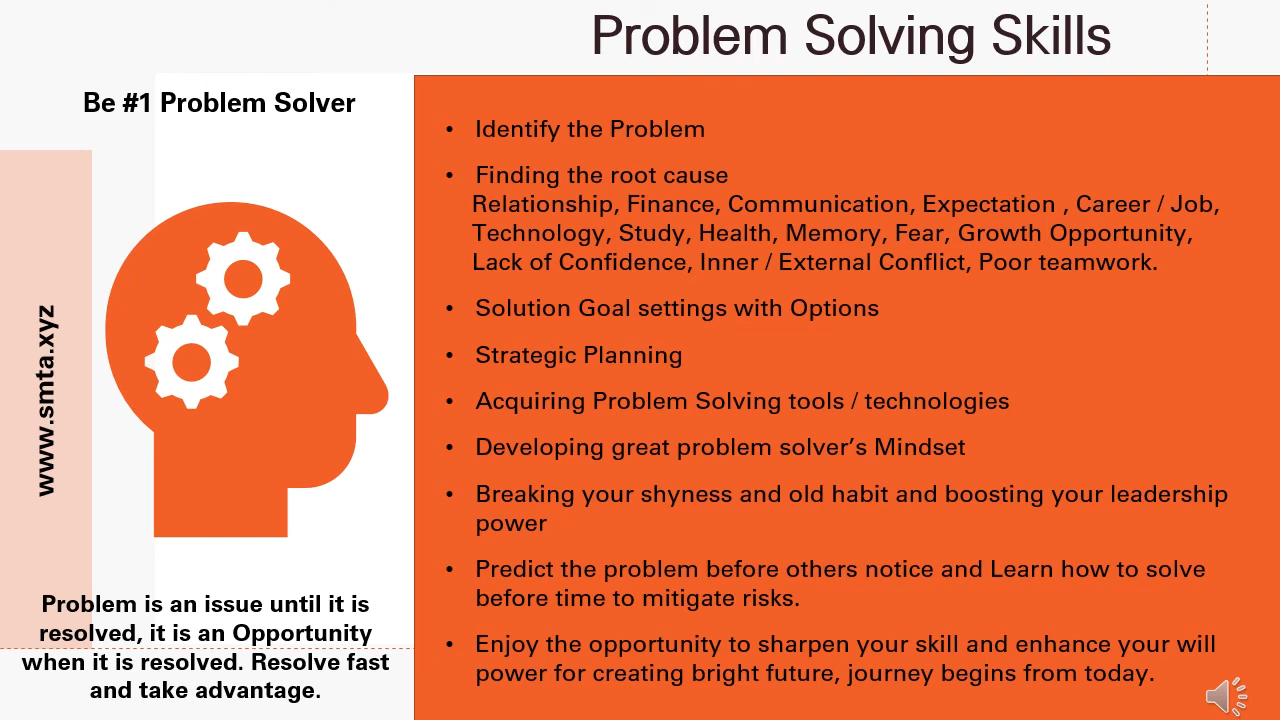 Problem Solving Skills
Be #1 Problem Solver
www.smta.xyz
Problem is an issue until it is
resolved, it is an Opportunity
when it is resolved. Resolve fast
and take advantage.
• Identify the Problem
• Finding the root cause
Relationship, Finance, Communication, Expectation , Career / Job,
Technology, Study, Health, Memory, Fear, Growth Opportunity,
Lack of Confidence, Inner / External Conflict, Poor teamwork.
• Solution Goal settings with Options
• Strategic Planning
• Acquiring Problem Solving tools / technologies
• Developing great problem solver’s Mindset
• Breaking your shyness and old habit and boosting your leadership
power
• Predict the problem before others notice and Learn how to solve
before time to mitigate risks.
• Enjoy the opportunity to sharpen your skill and enhance your will
power for creating bright future, journey begins from today.